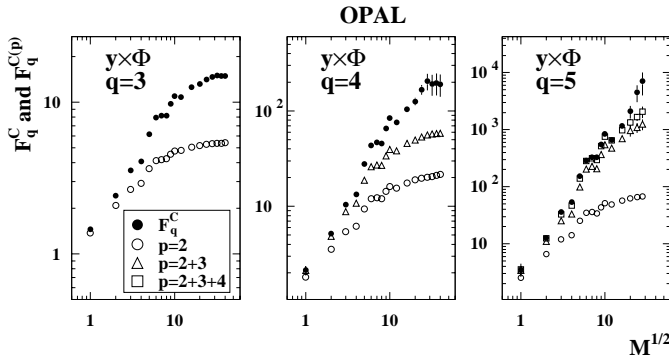 OPAL
F_q^C and F_q^C(p)
y×Φ
q=3
10
1
F_q^C
p=2
p=2+3
p=2+3+4
1
10
y×Φ
q=4
10^2
10
1
10
y×Φ
q=5
10^4
10^3
10^2
10
1
10
M^1/2